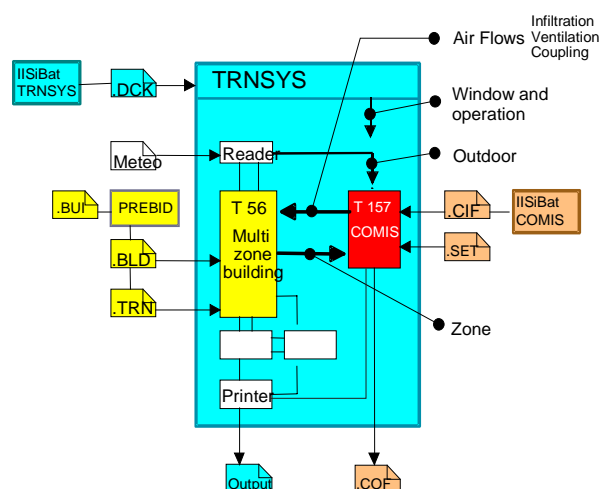 Infiltration
Air Flows Ventilation
Coupling
IISiBat
TRNSYS
.DCK
TRNSYS
Window and
operation
Meteo
Reader
Outdoor
.BUI
PREBID
T 56
Multi
zone
building
T 157
COMIS
.CIF
IISiBat
COMIS
.SET
.BLD
.TRN
Zone
Printer
Output
.COF